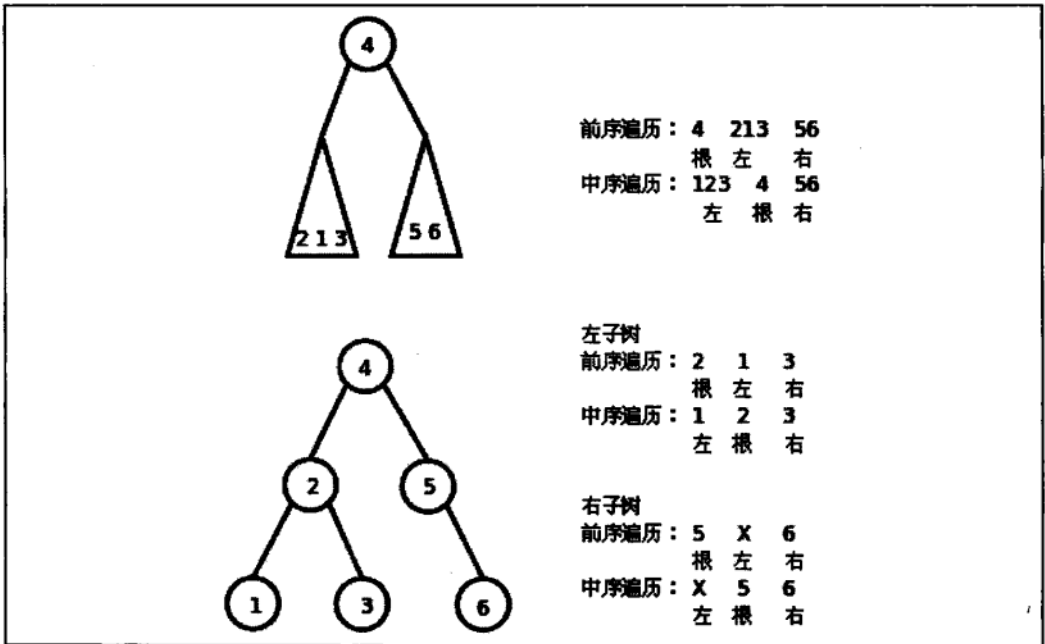 4
2 1 3
5 6
前序遍历：4 213 56
根 左 右
中序遍历：123 4 56
左 根 右
4
2
5
1
3
6
左子树
前序遍历：2 1 3
根 左 右
中序遍历：1 2 3
左 根 右
右子树
前序遍历：5 X 6
根 左 右
中序遍历：X 5 6
左 根 右